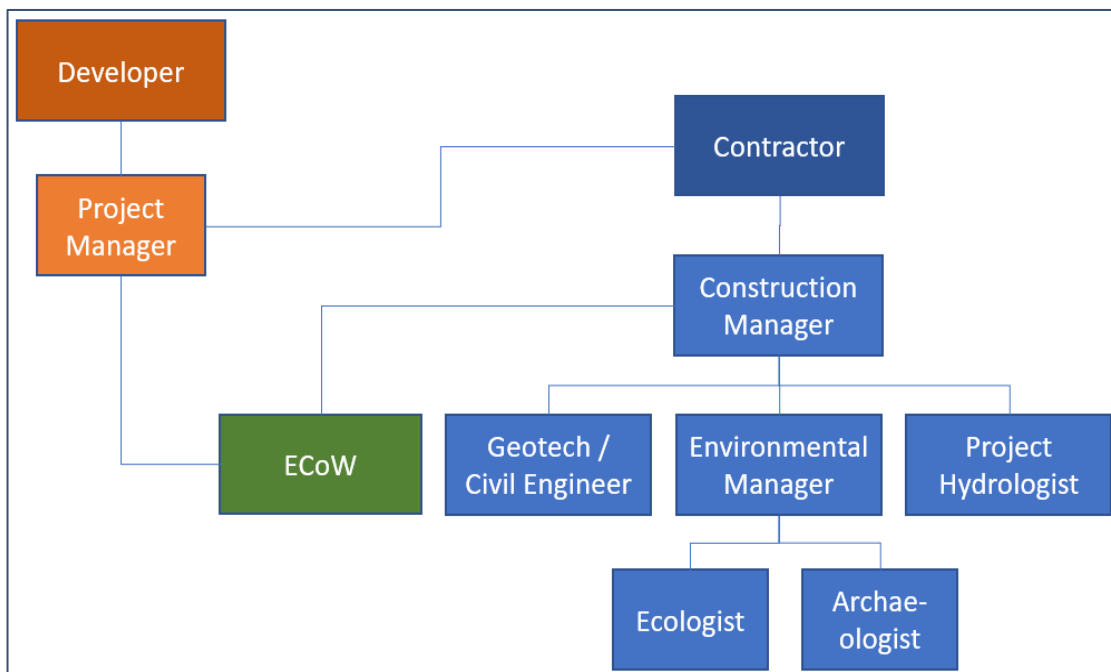 Developer
Contractor
Project
Manager
Construction
Manager
ECoW
Geotech /
Civil Engineer
Environmental
Manager
Project
Hydrologist
Ecologist
Archae-
ologist